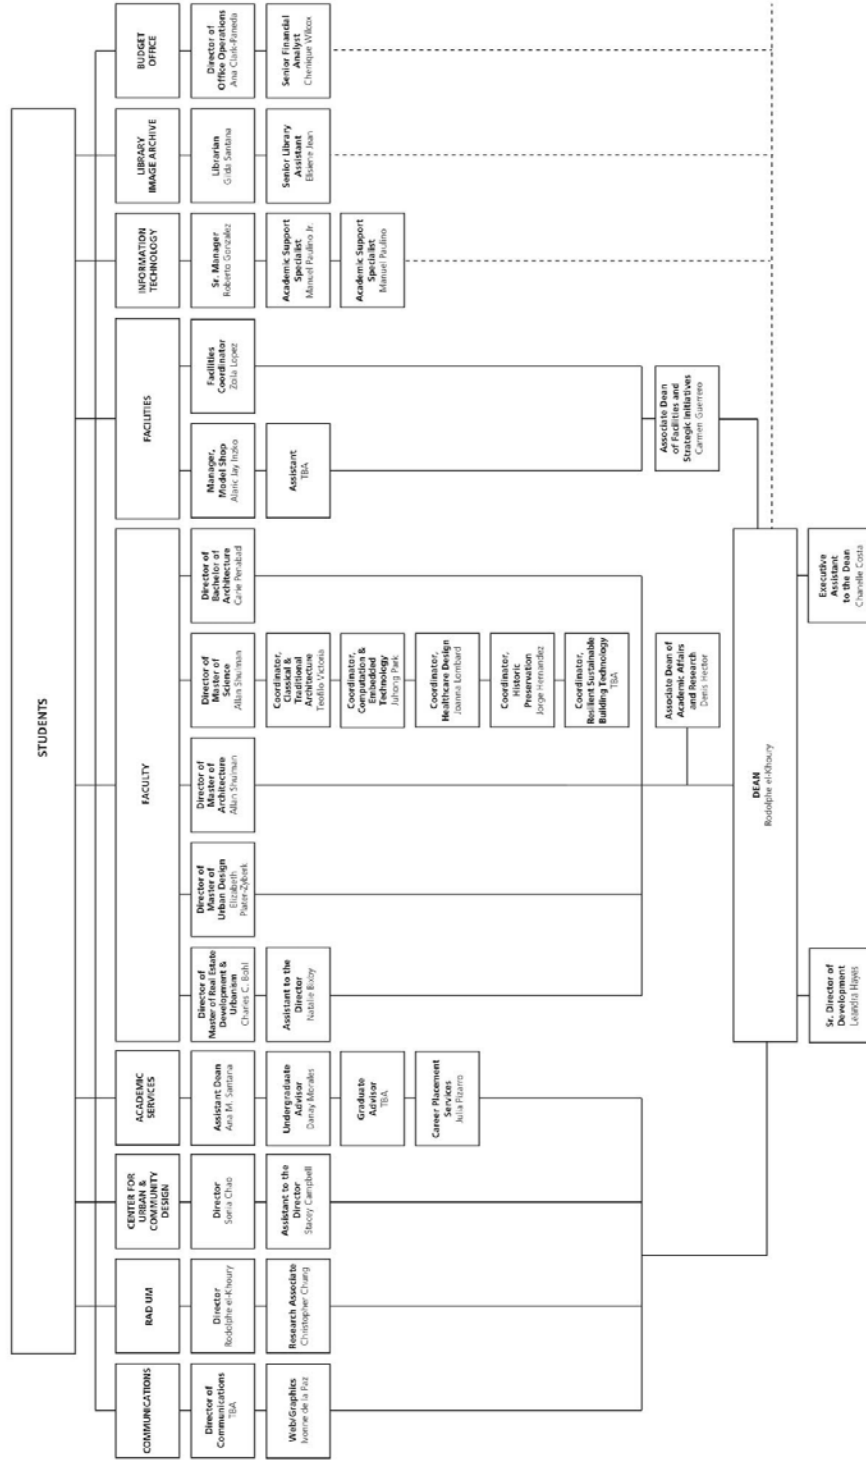 STUDENTS
COMMUNICATIONS
RAD UM
CENTER FOR
URBAN &
COMMUNITY
DESIGN
ACADEMIC
SERVICES
FACULTY
FACILITIES
INFORMATION
TECHNOLOGY
LIBRARY
IMAGE ARCHIVE
BUDGET
OFFICE
Director of
Communications
TBA
Web/Graphics
Ivonne de la Paz
Director
Rodolphe el-Khoury
Research Associate
Christopher Chung
Director
Sonia Chao
Assistant to the
Director
Stacey Campbell
Assistant Dean
Ana M. Santana
Undergraduate
Advisor
Danay Morales
Graduate
Advisor
TBA
Career Placement
Services
Julia Pizarro
Director of
Master of Real Estate
Development &
Urbanism
Charles C. Bohl
Assistant to the
Director
Natalie Bixby
Director of
Master of
Urban Design
Elizabeth
Plater-Zyberk
Director of
Master of
Architecture
Allan Shulman
Director of
Master of
Science
Allan Shulman
Coordinator,
Classical &
Traditional
Architecture
Teofilo Victoria
Coordinator,
Computation &
Embedded
Technology
Juhong Park
Coordinator,
Healthcare Design
Joanna Lombard
Coordinator,
Historic
Preservation
Jorge Hernandez
Coordinator,
Resilient Sustainable
Building Technology
TBA
Director of
Bachelor of
Architecture
Carie Penabad
Manager,
Model Shop
Alaric Jay Inzko
Assistant
TBA
Facilities
Coordinator
Zoila Lopez
Sr. Manager
Roberto Gonzalez
Academic Support
Specialist
Manuel Paulino Jr.
Academic Support
Specialist
Manuel Paulino
Librarian
Gilda Santana
Senior Library
Assistant
Elisiene Jean
Director of
Office Operations
Ana Clark-Paneda
Senior Financial
Analyst
Chenique Wilcox
Associate Dean of
Academic Affairs
and Research
Denis Hector
Associate Dean
of Facilities and
Strategic Initiatives
Carmen Guerrero
DEAN
Rodolphe el-Khoury
Sr. Director of
Development
Leandra Hayes
Executive
Assistant
to the Dean
Chanelle Costa